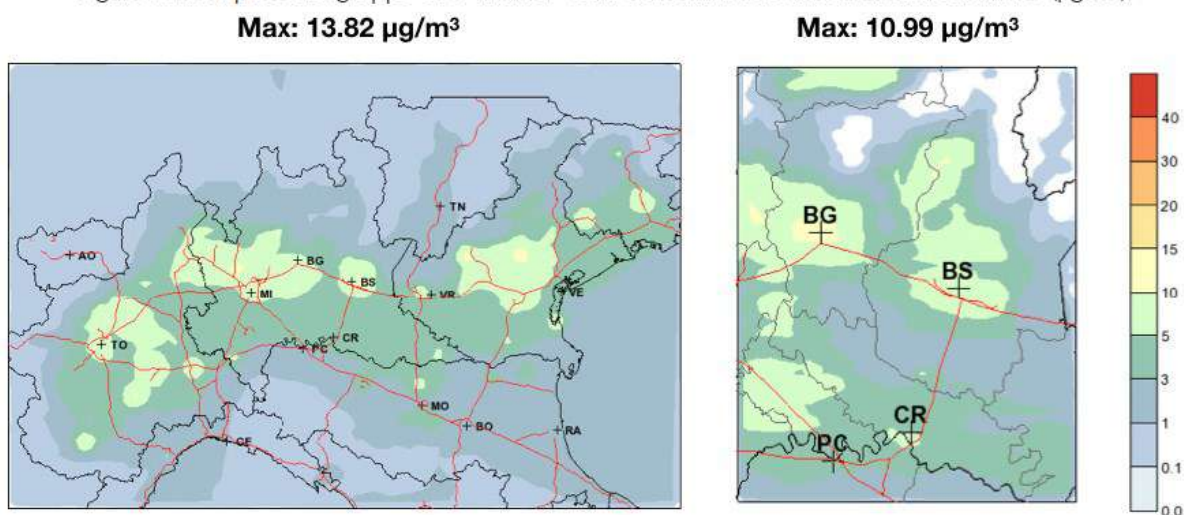 Max: 13.82 µg/m³
Max: 10.99 µg/m³
TN
AO
BG
BS
MI
VR
VE
TO
CR
PC
MO
BO
RA
GE
BG
BS
CR
PC
40
30
20
15
10
5
3
1
0.1
0.0